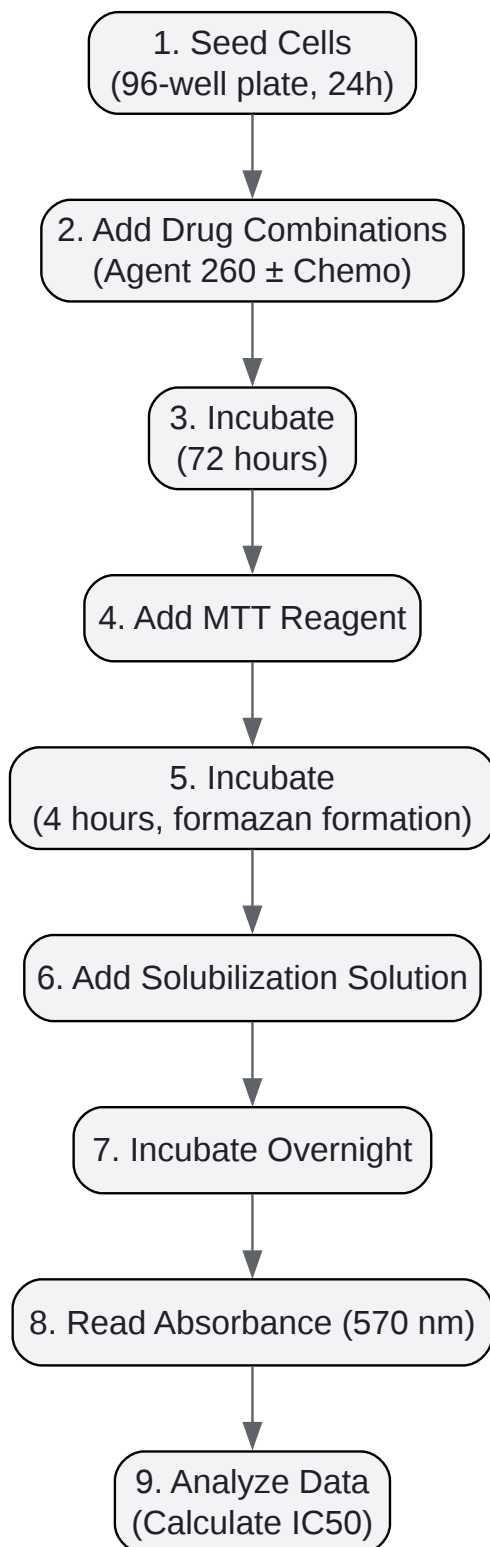 1. Seed Cells
(96-well plate, 24h)
2. Add Drug Combinations
(Agent 260 ± Chemo)
3. Incubate
(72 hours)
4. Add MTT Reagent
5. Incubate
(4 hours, formazan formation)
6. Add Solubilization Solution
7. Incubate Overnight
8. Read Absorbance (570 nm)
9. Analyze Data
(Calculate IC50)